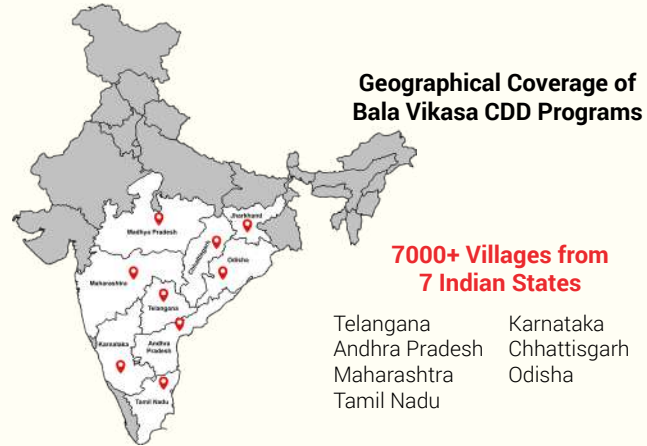 Geographical Coverage of
Bala Vikasa CDD Programs
Madhya Pradesh
Jharkhand
Chhattisgarh
Odisha
Maharashtra
Telangana
Karnataka
Andhra
Pradesh
Tamil Nadu
7000+ Villages from
7 Indian States
Telangana
Andhra Pradesh
Maharashtra
Tamil Nadu
Karnataka
Chhattisgarh
Odisha